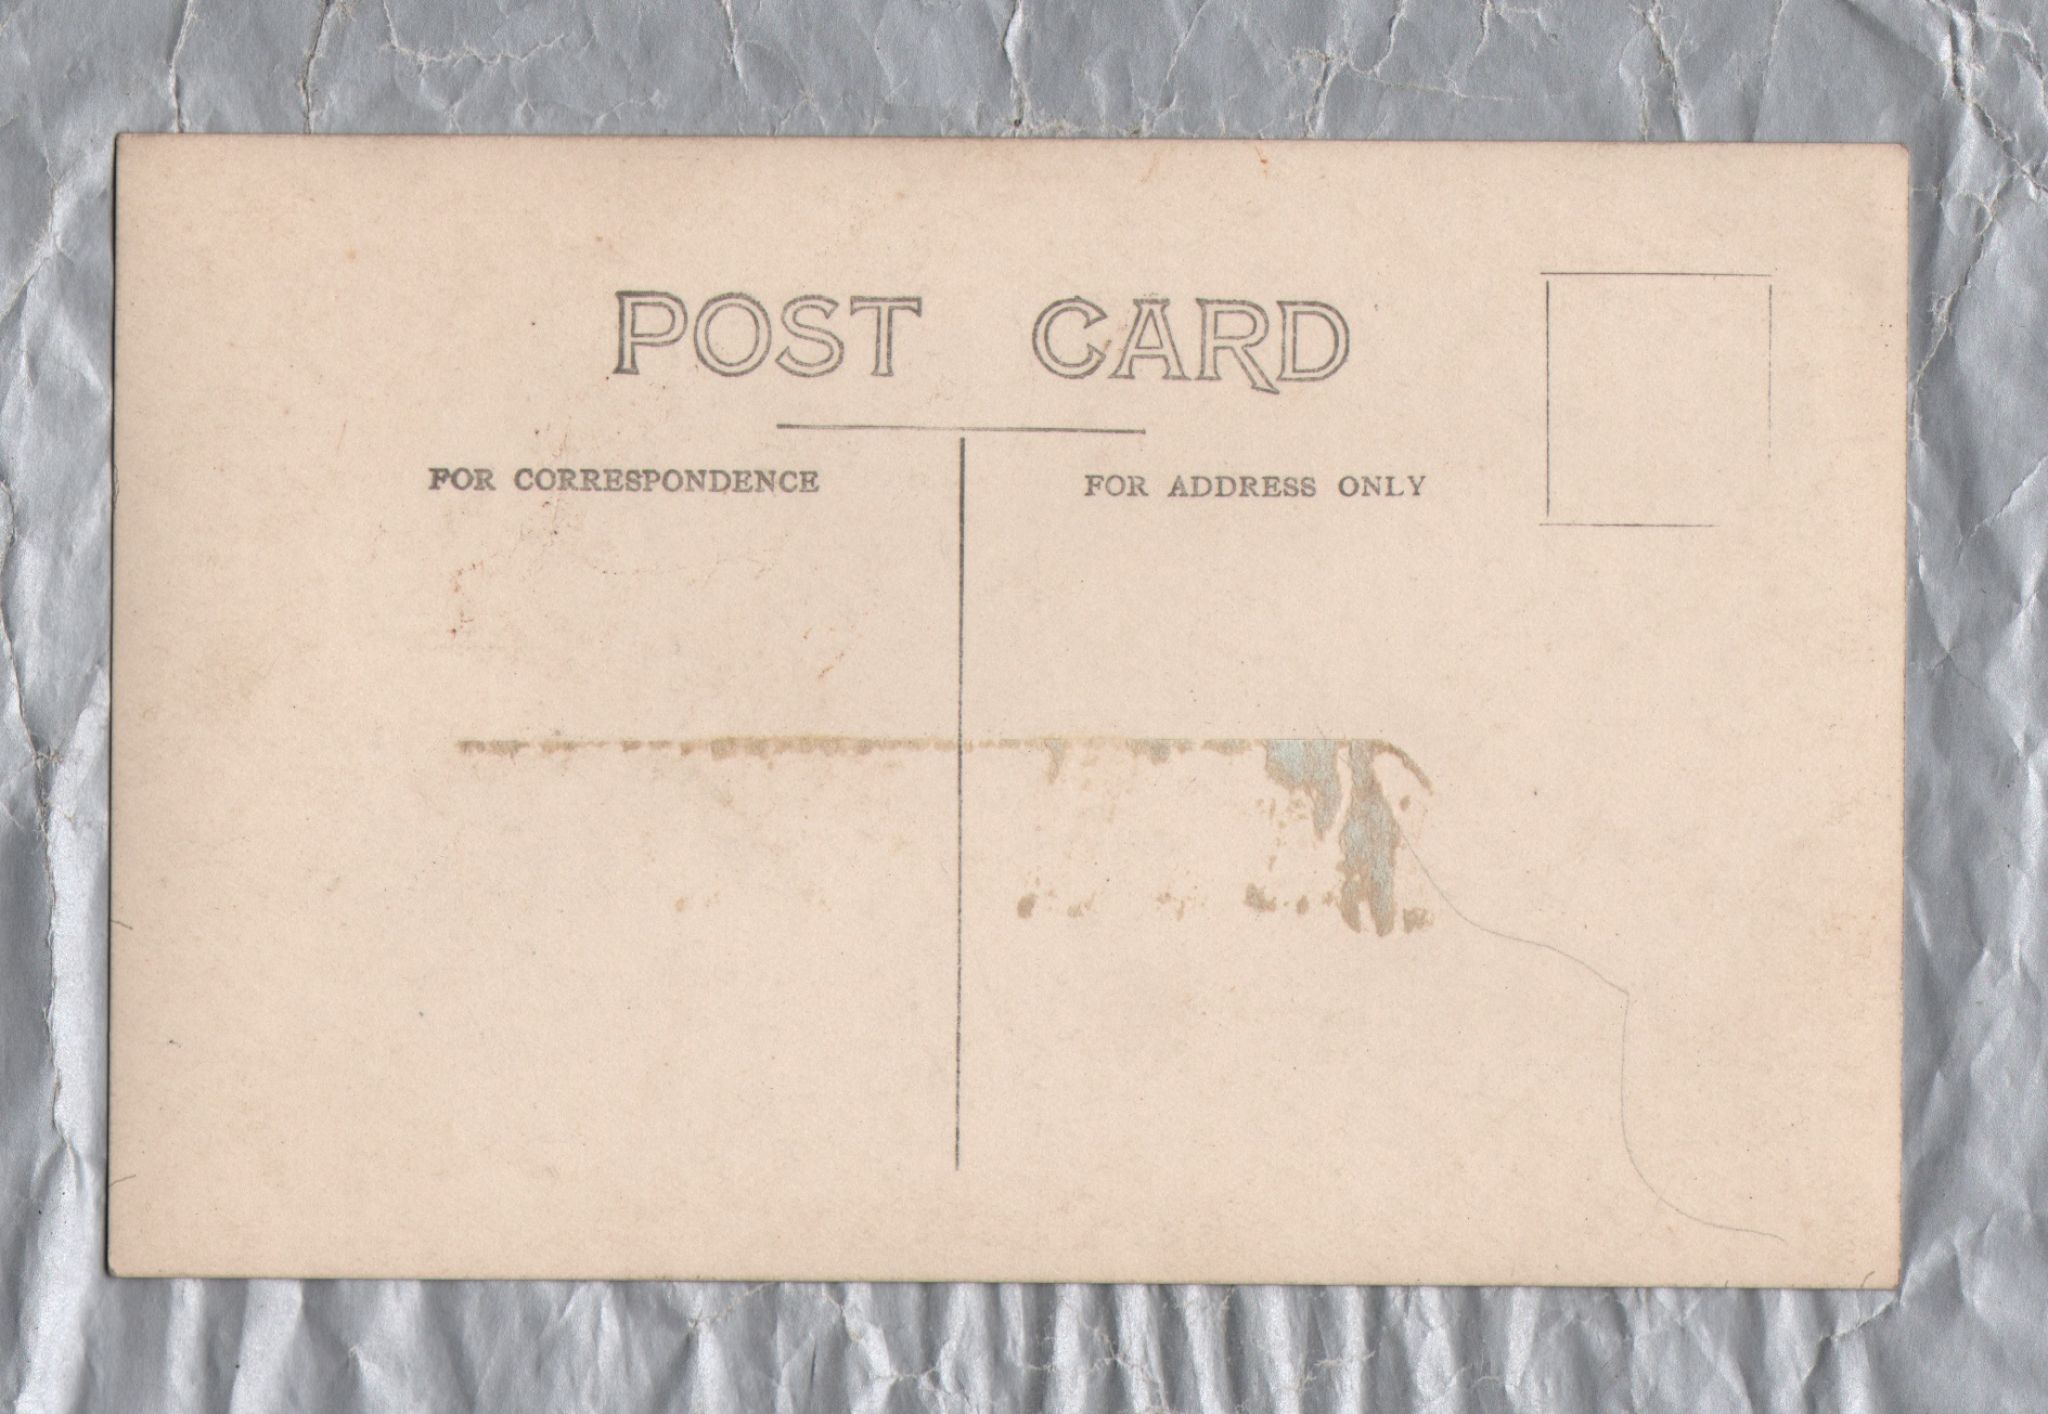 POST CARD
FOR CORRESPONDENCE
FOR ADDRESS ONLY